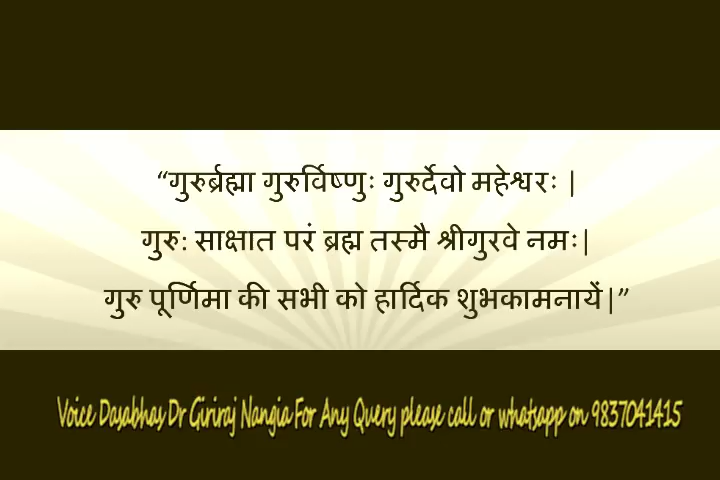 “गुरुर्ब्रह्मा गुरुर्विष्णुः गुरुर्देवो महेश्वरः |
गुरु: साक्षात परं ब्रह्म तस्मै श्रीगुरवे नमः|
गुरु पूर्णिमा की सभी को हार्दिक शुभकामनायें|”
Voice Dasabhas Dr Giriraj Nangia For Any Query please call or whatsapp on 9837041415